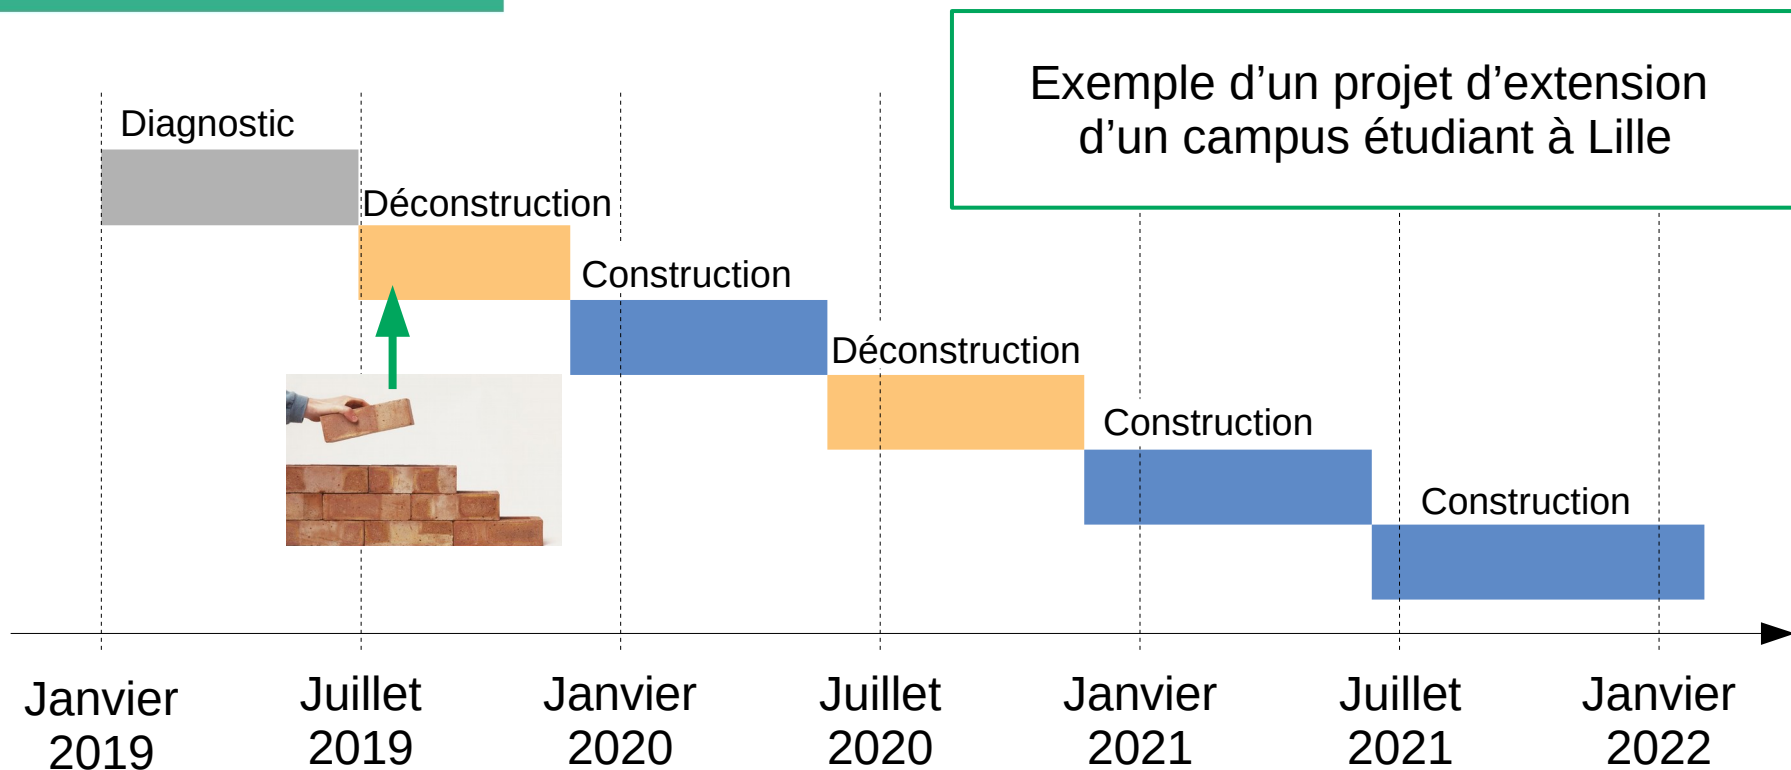 Exemple d’un projet d’extension
d’un campus étudiant à Lille
Diagnostic
Déconstruction
Construction
Déconstruction
Construction
Construction
Janvier
2019
Juillet
2019
Janvier
2020
Juillet
2020
Janvier
2021
Juillet
2021
Janvier
2022